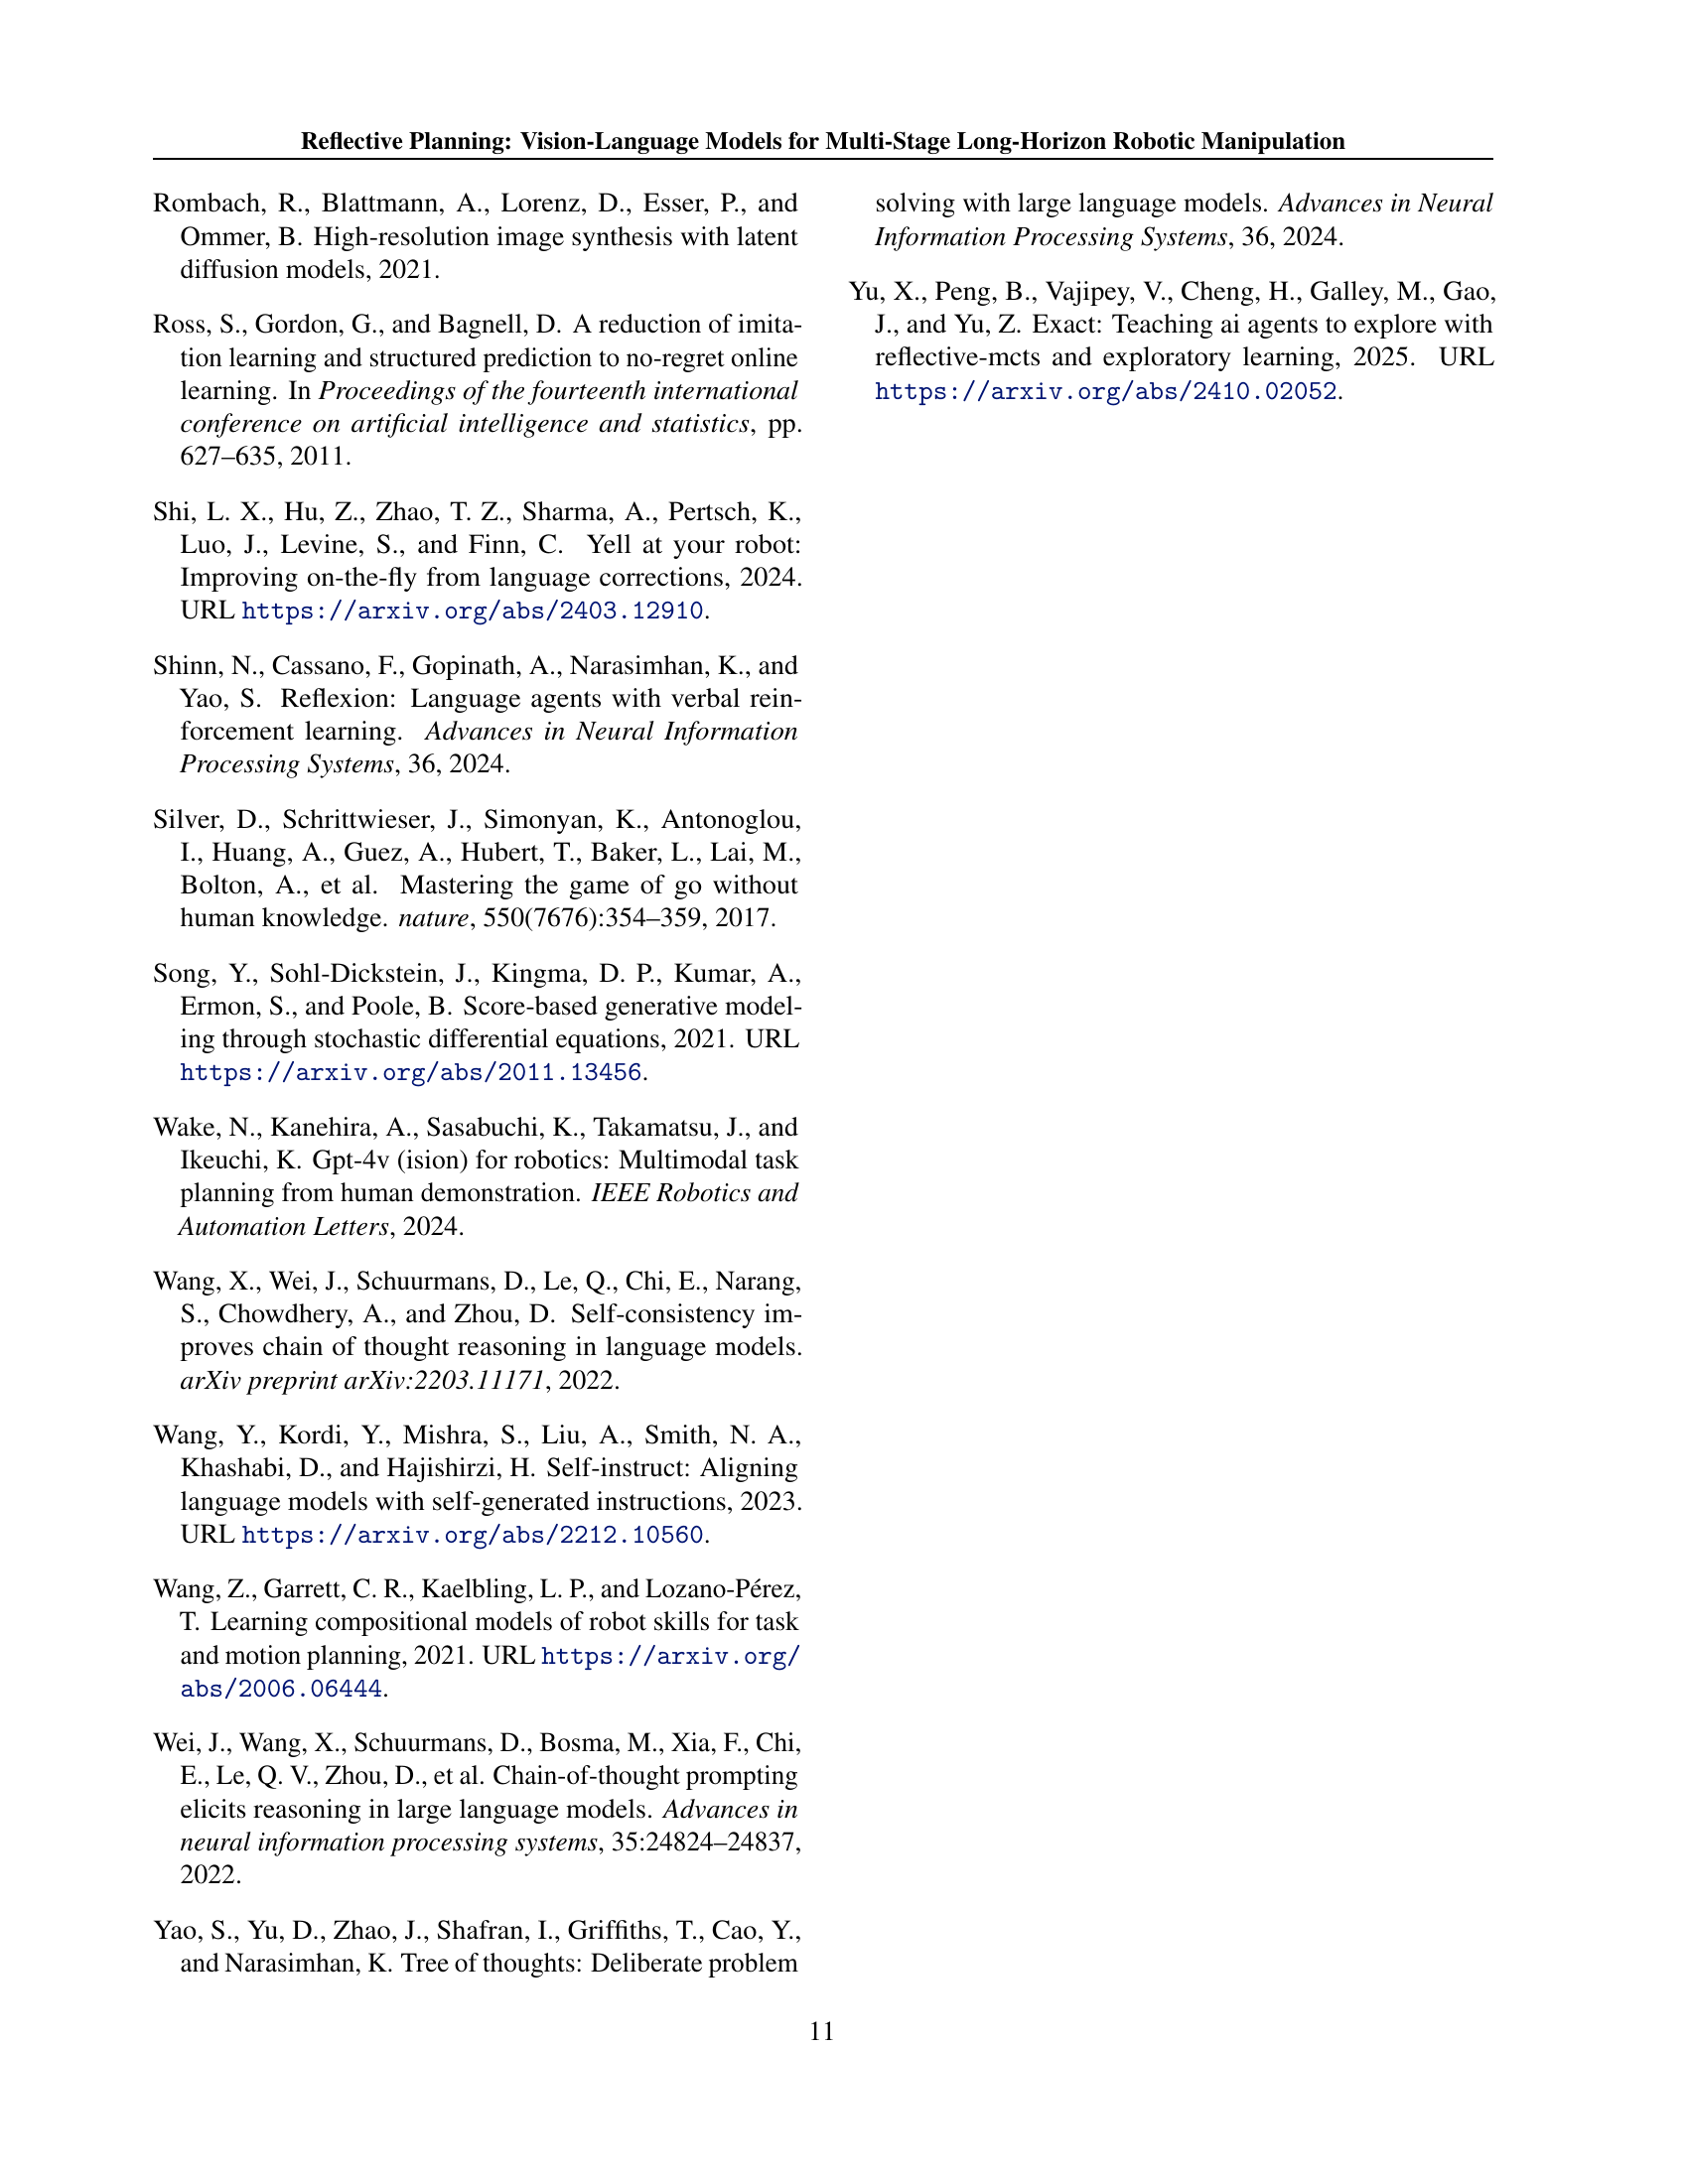 Reflective Planning: Vision-Language Models for Multi-Stage Long-Horizon Robotic Manipulation
Rombach, R., Blattmann, A., Lorenz, D., Esser, P., and
Ommer, B. High-resolution image synthesis with latent
diffusion models, 2021.
Ross, S., Gordon, G., and Bagnell, D. A reduction of imita-
tion learning and structured prediction to no-regret online
learning. In Proceedings of the fourteenth international
conference on artificial intelligence and statistics, pp.
627–635, 2011.
Shi, L. X., Hu, Z., Zhao, T. Z., Sharma, A., Pertsch, K.,
Luo, J., Levine, S., and Finn, C. Yell at your robot:
Improving on-the-fly from language corrections, 2024.
URL https://arxiv.org/abs/2403.12910.
Shinn, N., Cassano, F., Gopinath, A., Narasimhan, K., and
Yao, S. Reflexion: Language agents with verbal rein-
forcement learning. Advances in Neural Information
Processing Systems, 36, 2024.
Silver, D., Schrittwieser, J., Simonyan, K., Antonoglou,
I., Huang, A., Guez, A., Hubert, T., Baker, L., Lai, M.,
Bolton, A., et al. Mastering the game of go without
human knowledge. nature, 550(7676):354–359, 2017.
Song, Y., Sohl-Dickstein, J., Kingma, D. P., Kumar, A.,
Ermon, S., and Poole, B. Score-based generative model-
ing through stochastic differential equations, 2021. URL
https://arxiv.org/abs/2011.13456.
Wake, N., Kanehira, A., Sasabuchi, K., Takamatsu, J., and
Ikeuchi, K. Gpt-4v (ision) for robotics: Multimodal task
planning from human demonstration. IEEE Robotics and
Automation Letters, 2024.
Wang, X., Wei, J., Schuurmans, D., Le, Q., Chi, E., Narang,
S., Chowdhery, A., and Zhou, D. Self-consistency im-
proves chain of thought reasoning in language models.
arXiv preprint arXiv:2203.11171, 2022.
Wang, Y., Kordi, Y., Mishra, S., Liu, A., Smith, N. A.,
Khashabi, D., and Hajishirzi, H. Self-instruct: Aligning
language models with self-generated instructions, 2023.
URL https://arxiv.org/abs/2212.10560.
Wang, Z., Garrett, C. R., Kaelbling, L. P., and Lozano-Pérez,
T. Learning compositional models of robot skills for task
and motion planning, 2021. URL https://arxiv.org/
abs/2006.06444.
Wei, J., Wang, X., Schuurmans, D., Bosma, M., Xia, F., Chi,
E., Le, Q. V., Zhou, D., et al. Chain-of-thought prompting
elicits reasoning in large language models. Advances in
neural information processing systems, 35:24824–24837,
2022.
Yao, S., Yu, D., Zhao, J., Shafran, I., Griffiths, T., Cao, Y.,
and Narasimhan, K. Tree of thoughts: Deliberate problem
solving with large language models. Advances in Neural
Information Processing Systems, 36, 2024.
Yu, X., Peng, B., Vajipey, V., Cheng, H., Galley, M., Gao,
J., and Yu, Z. Exact: Teaching ai agents to explore with
reflective-mcts and exploratory learning, 2025. URL
https://arxiv.org/abs/2410.02052.
11